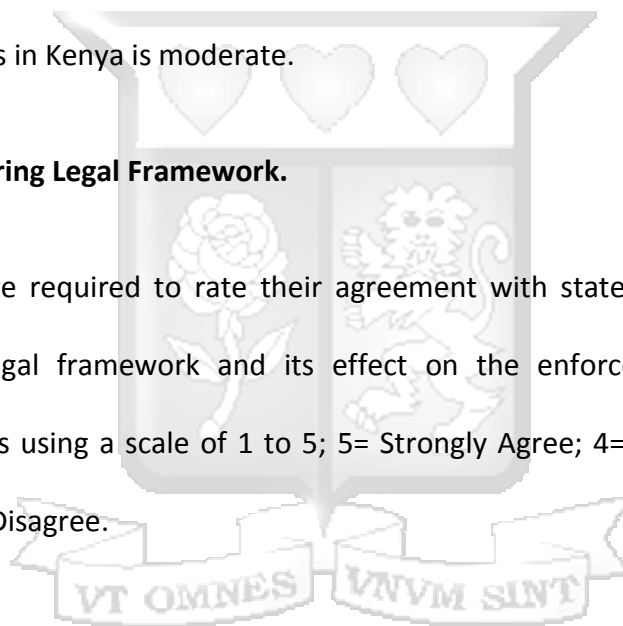 s in Kenya is moderate.
ring Legal Framework.
e required to rate their agreement with state
gal framework and its effect on the enforc
s using a scale of 1 to 5; 5= Strongly Agree; 4=
Disagree.
VT OMNES VNVM SINT